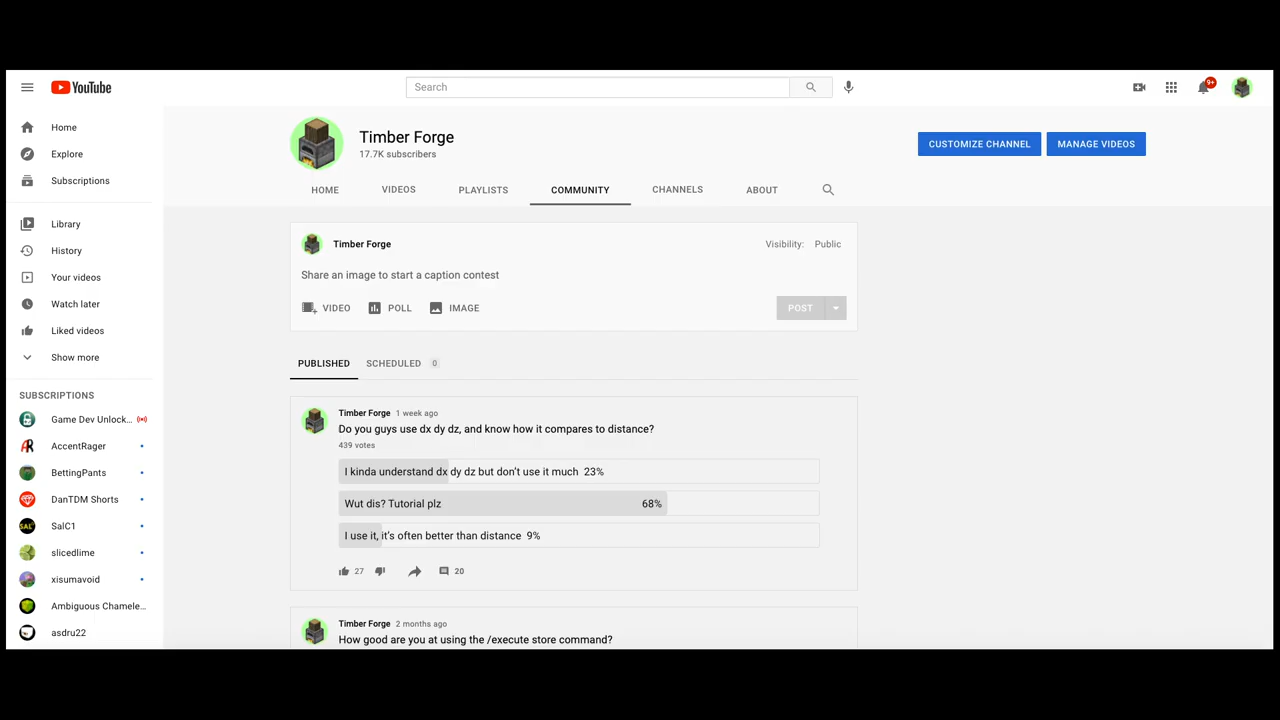 YouTube
Search
9+
Home
Explore
Subscriptions
Library
History
Your videos
Watch later
Liked videos
Show more
SUBSCRIPTIONS
Game Dev Unlock...
AccentRager
BettingPants
DanTDM Shorts
SalC1
slicedlime
xisumavoid
Ambiguous Chamele...
asdru22
Timber Forge
17.7K subscribers
CUSTOMIZE CHANNEL
MANAGE VIDEOS
HOME VIDEOS PLAYLISTS COMMUNITY CHANNELS ABOUT
Timber Forge
Visibility: Public
Share an image to start a caption contest
VIDEO POLL IMAGE
POST
PUBLISHED SCHEDULED 0
Timber Forge 1 week ago
Do you guys use dx dy dz, and know how it compares to distance?
439 votes
I kinda understand dx dy dz but don't use it much 23%
Wut dis? Tutorial plz 68%
I use it, it's often better than distance 9%
27 20
Timber Forge 2 months ago
How good are you at using the /execute store command?